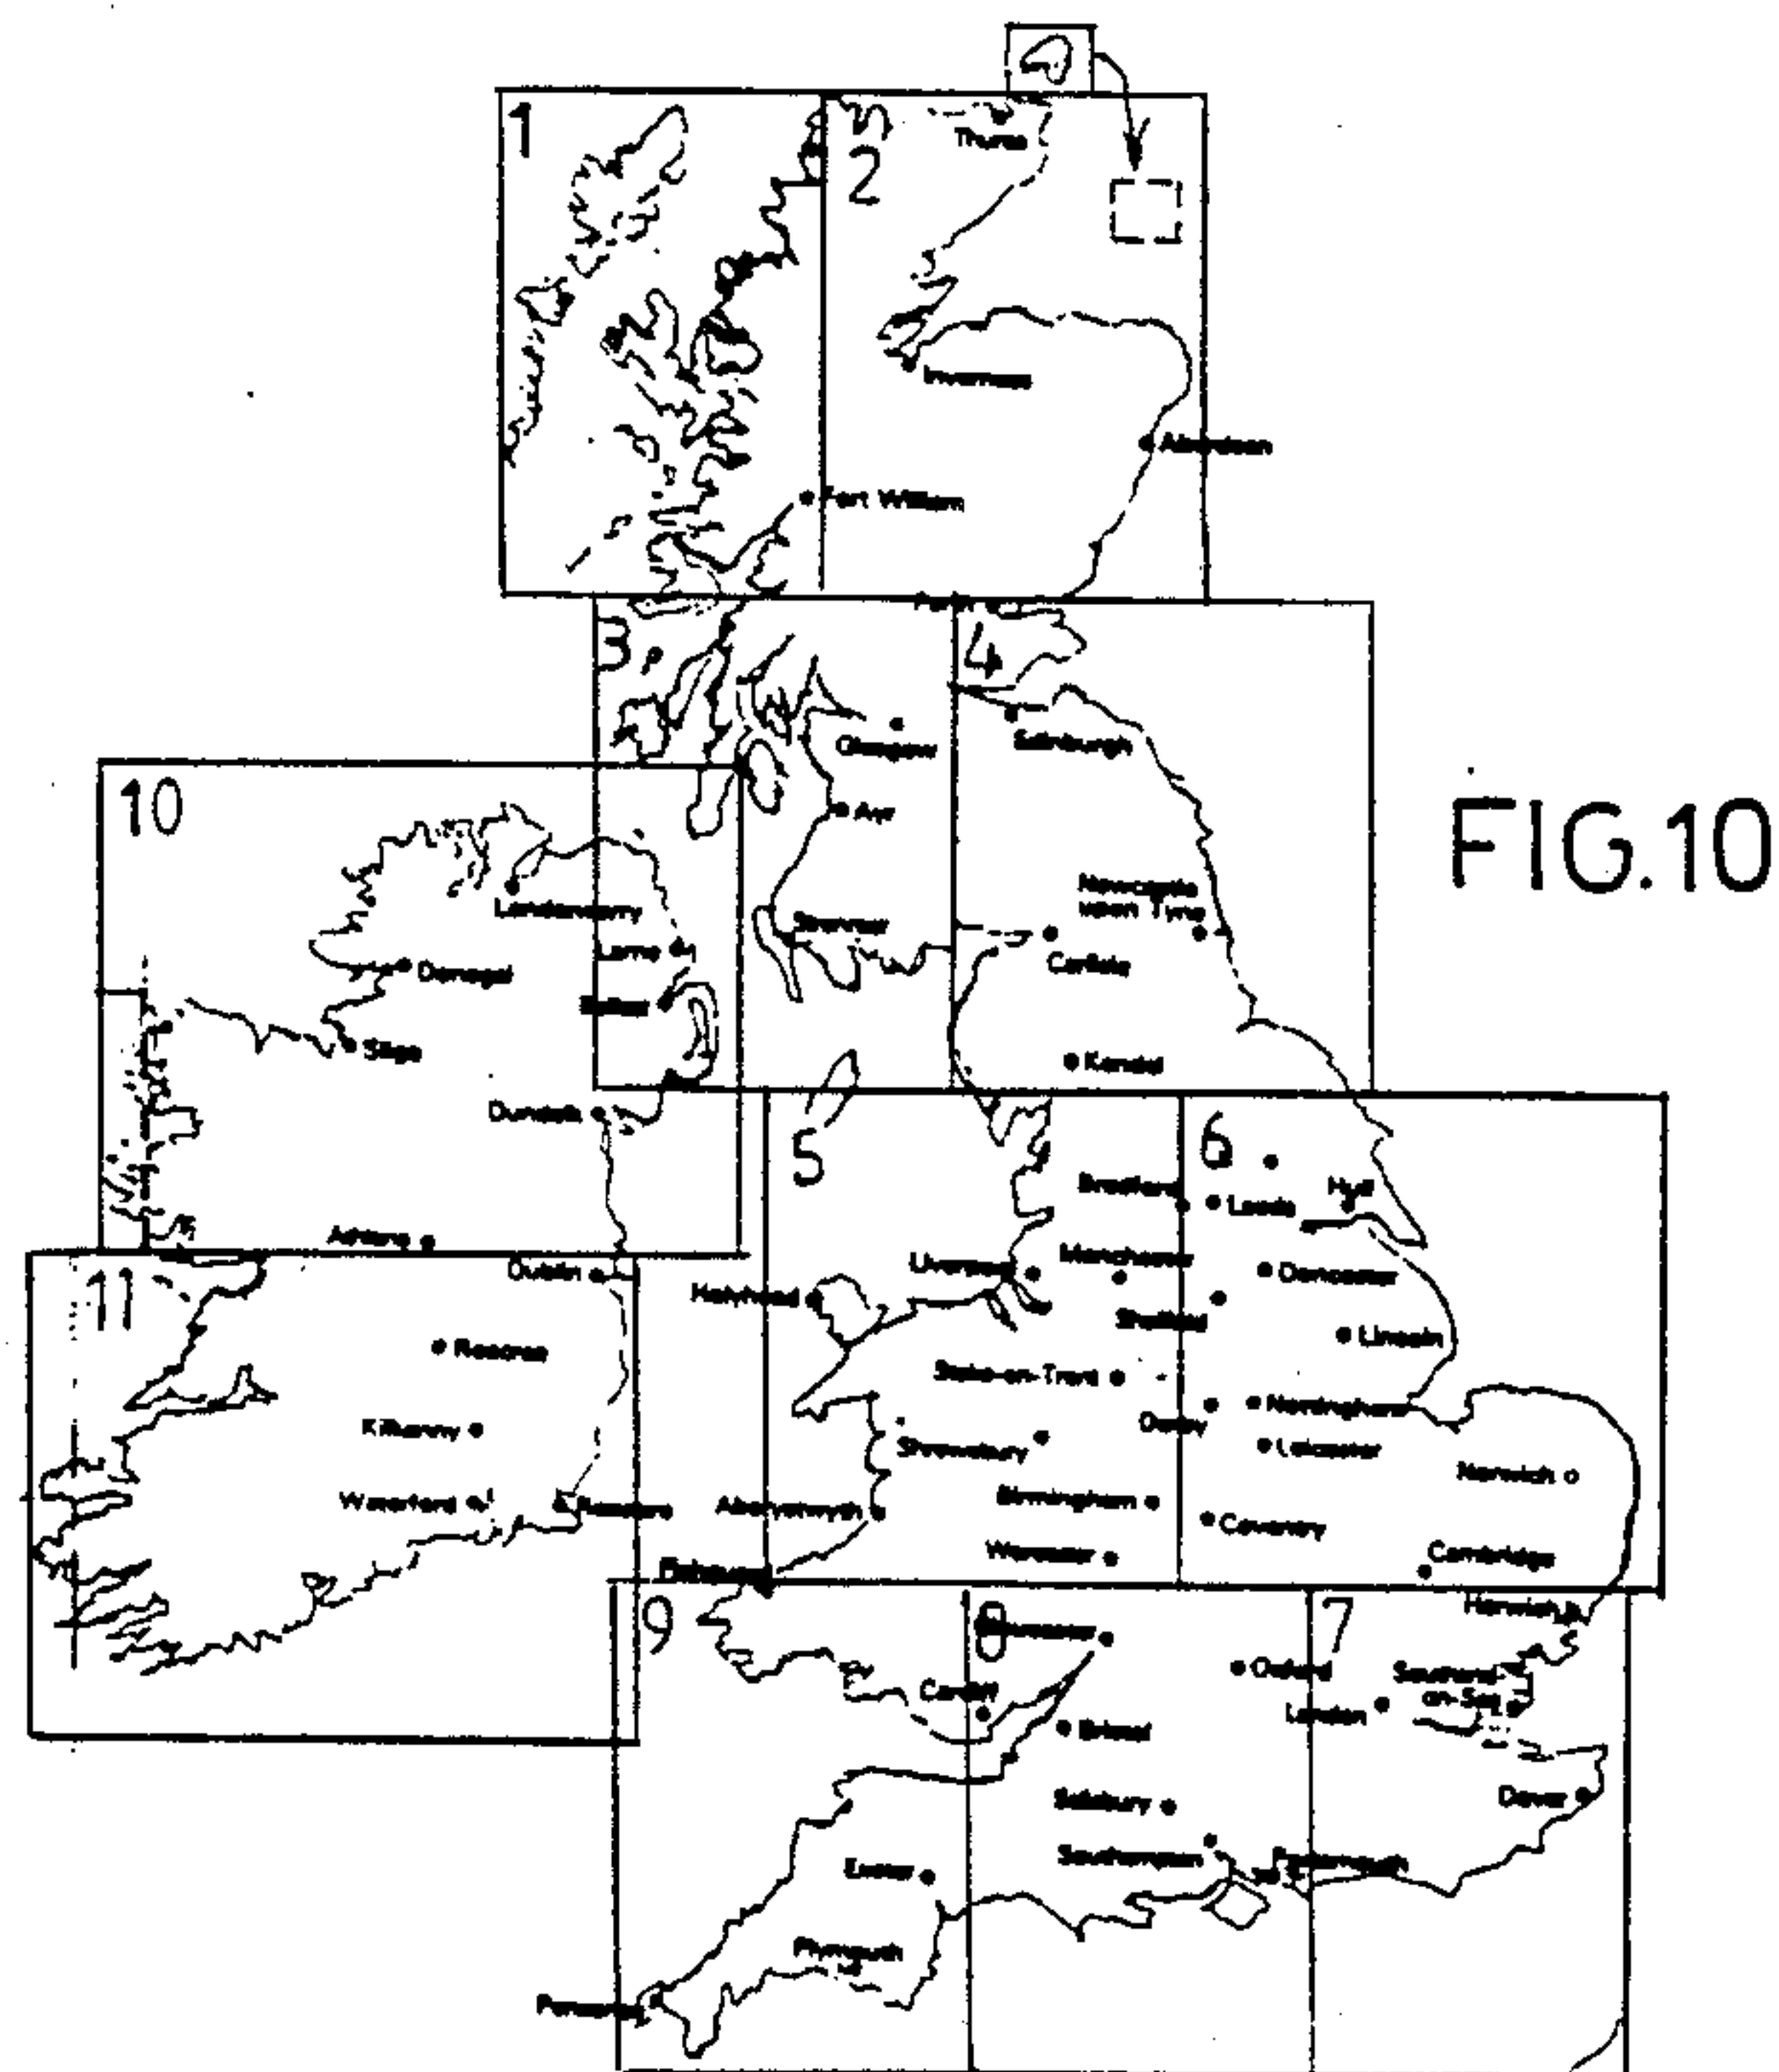 1
2
Thurso
Inverness
Aberdeen
Fort William
3
4
Glasgow
Edinburgh
Ayr
10
FIG.10
Newcastle
upon Tyne
Londonderry
Stranraer
Larne
Carlisle
Donegal
Belfast
Sligo
Kendal
Dundalk
5
6
Bradford
Leeds
Hull
Athlone
Dublin
Liverpool
Manchester
Doncaster
11
Holyhead
Sheffield
Lincoln
Roscrea
Stoke-on-Trent
Derby
Nottingham
Kilkenny
Shrewsbury
Leicester
Norwich
Waterford
Rosslare
Aberystwyth
Birmingham
Coventry
Worcester
Cambridge
9
8
7
Harwich
Cardiff
Oxford
Southend-
on-Sea
London
Bristol
Salisbury
Dover
Southampton
Portsmouth
Exeter
Plymouth
Penzance